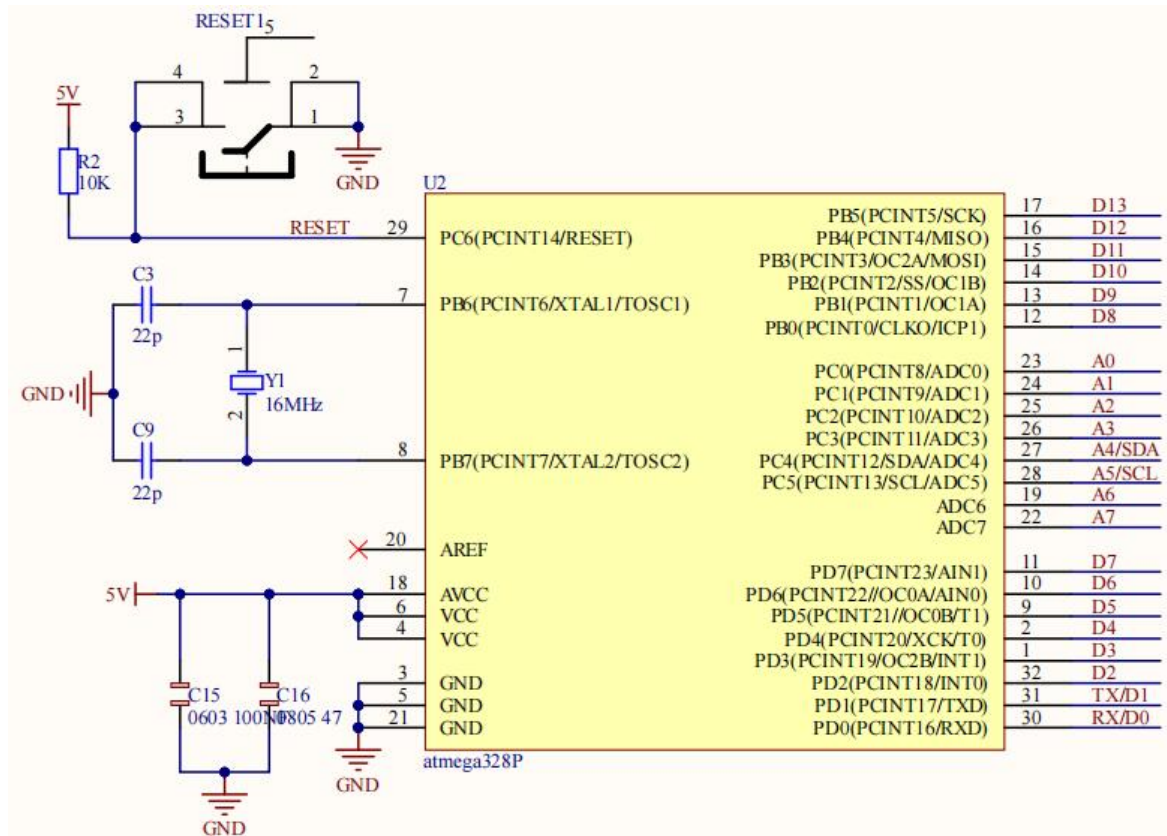 RESET1
5
4
2
3
1
5V
R2
10K
GND
U2
RESET
29
PC6(PCINT14/RESET)
C3
22p
7
PB6(PCINT6/XTAL1/TOSC1)
1
Y1
16MHz
2
GND
C9
22p
8
PB7(PCINT7/XTAL2/TOSC2)
20
AREF
5V
18
AVCC
6
VCC
4
VCC
3
GND
5
GND
21
GND
C15
C16
GND
GND
atmega328P
PB5(PCINT5/SCK)
17
D13
PB4(PCINT4/MISO)
16
D12
PB3(PCINT3/OC2A/MOSI)
15
D11
PB2(PCINT2/SS/OC1B)
14
D10
PB1(PCINT1/OC1A)
13
D9
PB0(PCINT0/CLKO/ICP1)
12
D8
PC0(PCINT8/ADC0)
23
A0
PC1(PCINT9/ADC1)
24
A1
PC2(PCINT10/ADC2)
25
A2
PC3(PCINT11/ADC3)
26
A3
PC4(PCINT12/SDA/ADC4)
27
A4/SDA
PC5(PCINT13/SCL/ADC5)
28
A5/SCL
ADC6
19
A6
ADC7
22
A7
PD7(PCINT23/AIN1)
11
D7
PD6(PCINT22//OC0A/AIN0)
10
D6
PD5(PCINT21//OC0B/T1)
9
D5
PD4(PCINT20/XCK/T0)
2
D4
PD3(PCINT19/OC2B/INT1)
1
D3
PD2(PCINT18/INT0)
32
D2
PD1(PCINT17/TXD)
31
TX/D1
PD0(PCINT16/RXD)
30
RX/D0
0603
47